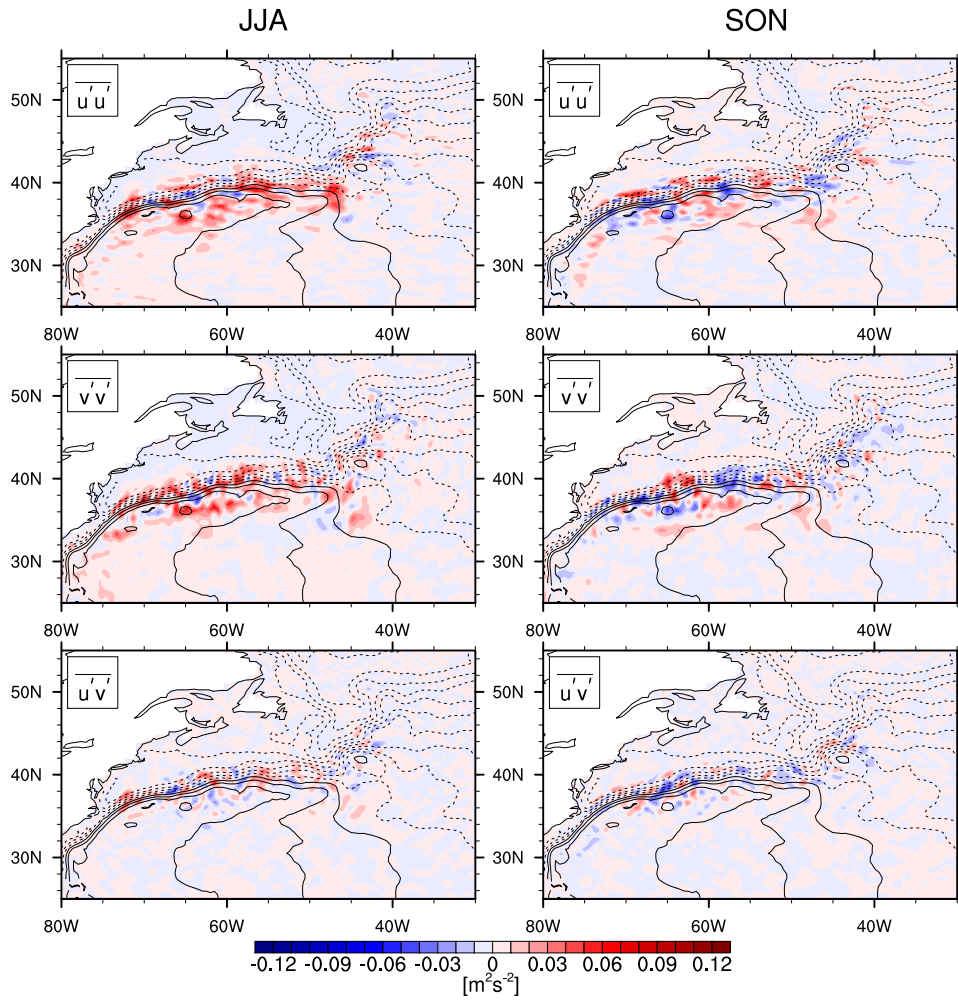 JJA SON
u'u' u'u'
50N 50N
40N 40N
30N 30N
80W 60W 40W 80W 60W 40W
v'v' v'v'
50N 50N
40N 40N
30N 30N
80W 60W 40W 80W 60W 40W
u'v' u'v'
50N 50N
40N 40N
30N 30N
80W 60W 40W 80W 60W 40W
-0.12 -0.09 -0.06 -0.03 0 0.03 0.06 0.09 0.12
[m²s⁻²]